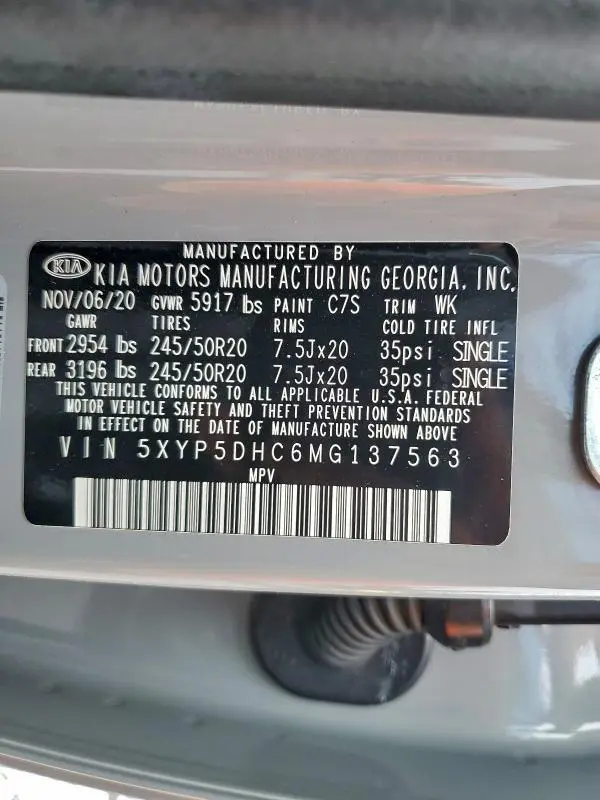 MANUFACTURED BY
KIA KIA MOTORS MANUFACTURING GEORGIA, INC.
NOV/06/20 GVWR 5917 lbs PAINT C7S TRIM WK
GAWR TIRES RIMS COLD TIRE INFL
FRONT 2954 lbs 245/50R20 7.5Jx20 35psi SINGLE
REAR 3196 lbs 245/50R20 7.5Jx20 35psi SINGLE
THIS VEHICLE CONFORMS TO ALL APPLICABLE U.S.A. FEDERAL
MOTOR VEHICLE SAFETY AND THEFT PREVENTION STANDARDS
IN EFFECT ON THE DATE OF MANUFACTURE SHOWN ABOVE
VIN 5XYP5DHC6MG137563
MPV